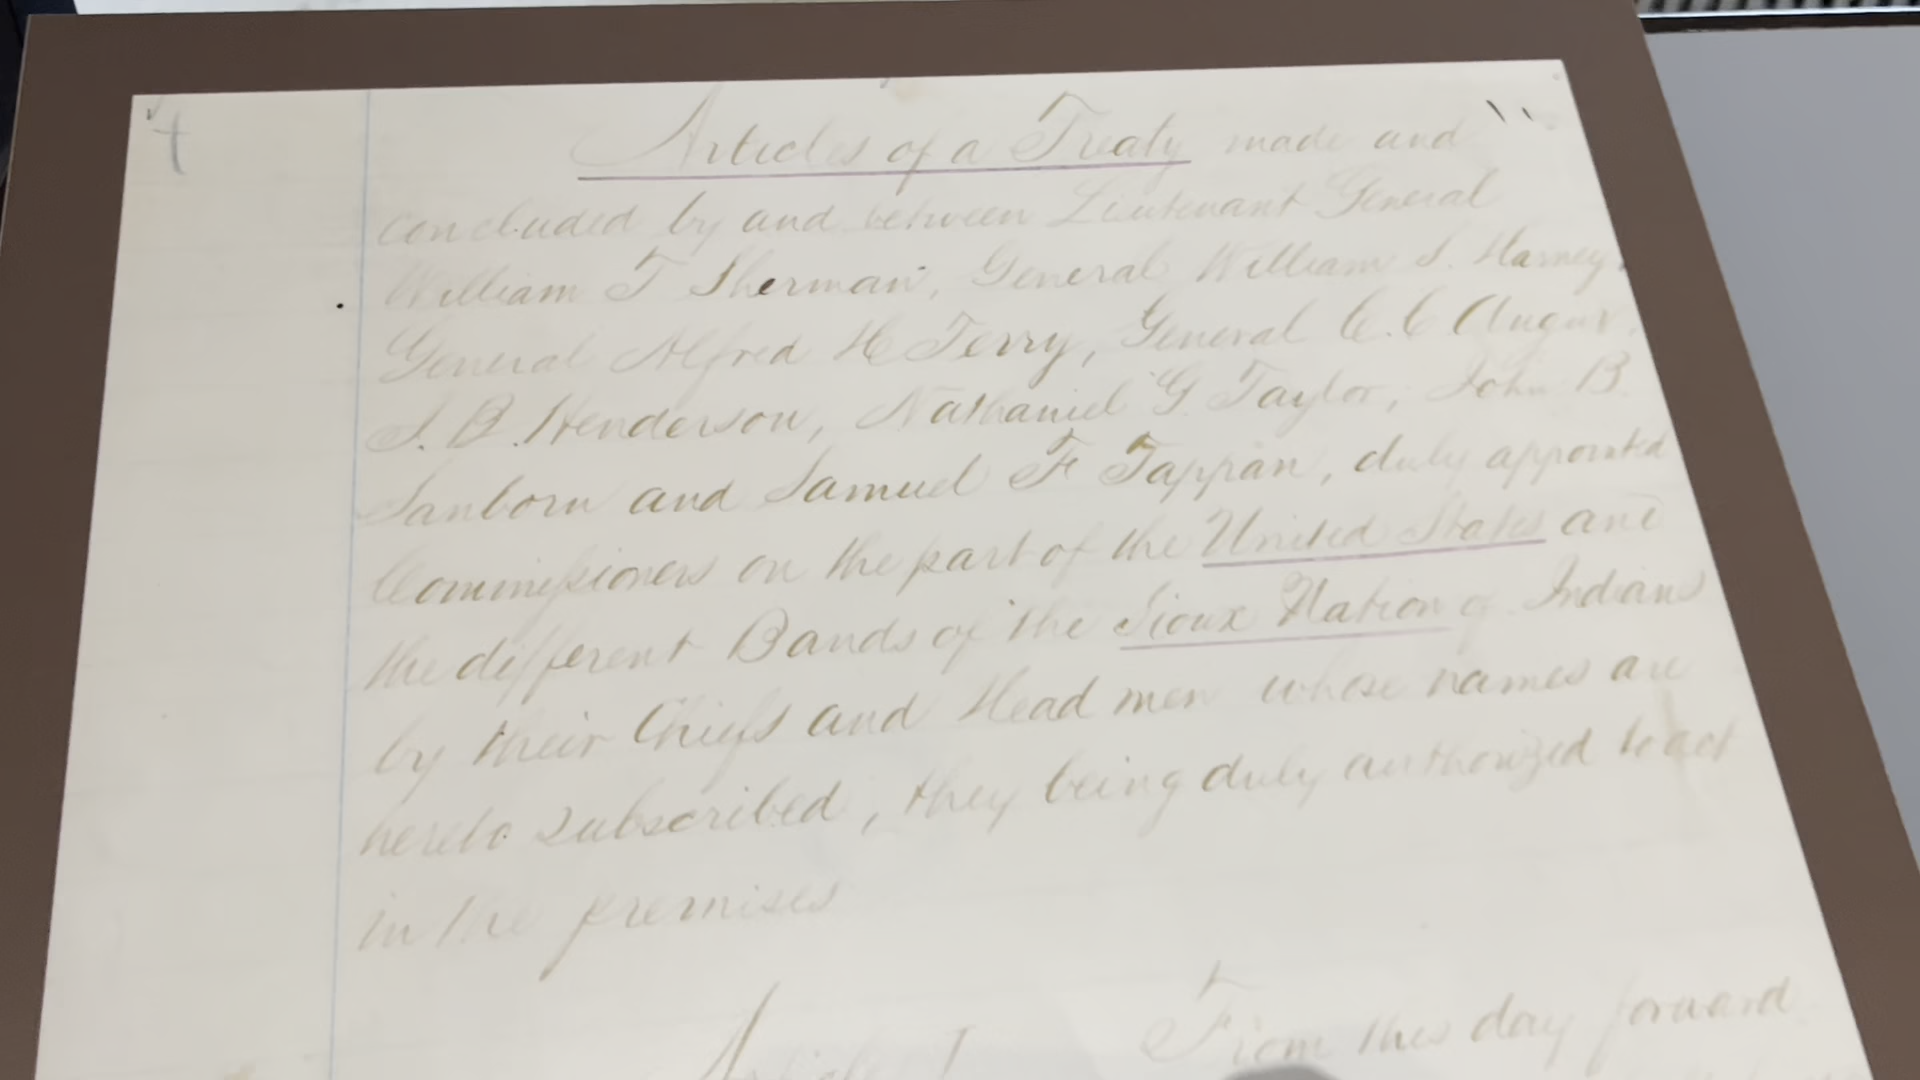 Articles of a Treaty made and
concluded by and between Lieutenant General
William T Sherman, General William S. Harney,
General Alfred H Terry, General C. C Augur,
J. B. Henderson, Nathaniel G Taylor, John B.
Sanborn and Samuel F Tappan, duly appointed
Commissioners on the part of the United States and
the different Bands of the Sioux Nation of Indians
by their Chiefs and Head men whose names are
hereto subscribed, they being duly authorized to act
in the premises
Article I From this day forward